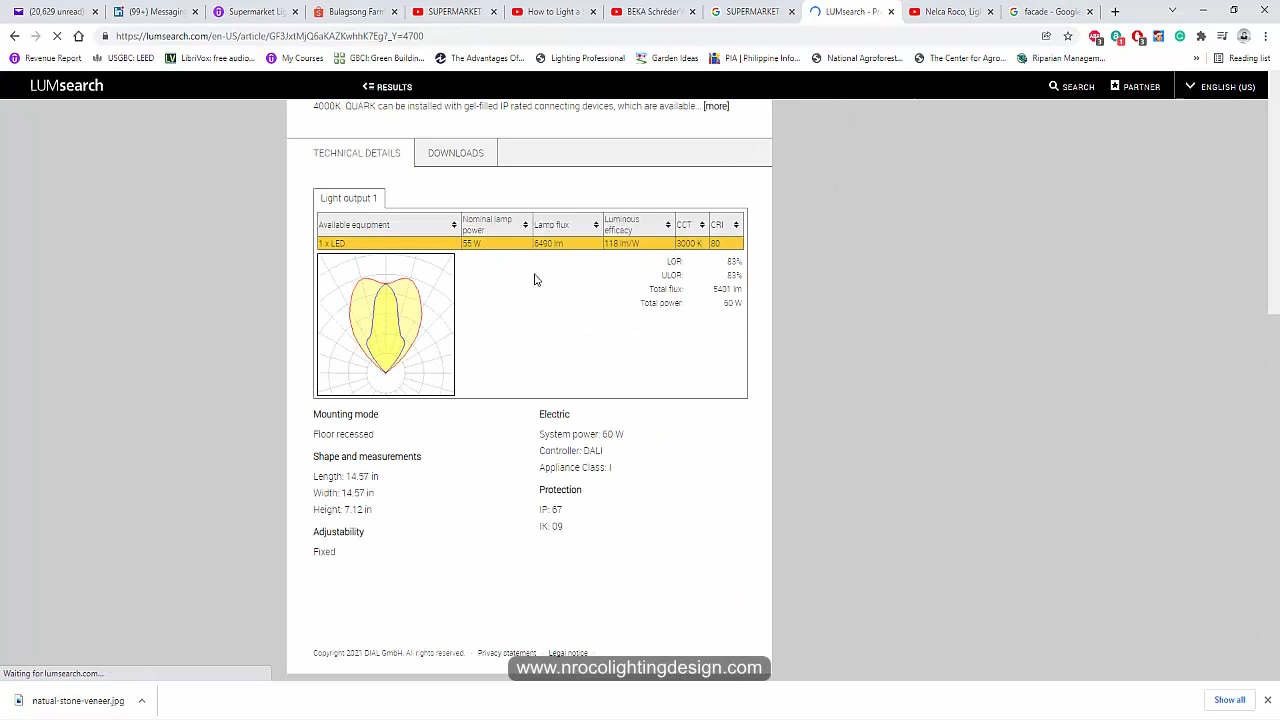 (20,629 unread)
(99+) Messaging
Supermarket Lig
Bulagsong Farm
SUPERMARKET
How to Light a
BEKA Schréder'
SUPERMARKET
LUMsearch - Pr
Nelca Roco, Ligh
facade - Google
https://lumsearch.com/en-US/article/GF3JxtMjQ6aKAZKwhhK7Eg?_Y=4700
Revenue Report
USGBC: LEED
LibriVox: free audio...
My Courses
GBCI: Green Building...
The Advantages Of...
Lighting Professional
Garden Ideas
PIA | Philippine Info...
National Agroforest...
The Center for Agro...
Riparian Managem...
Reading list
LUMsearch
RESULTS
SEARCH
PARTNER
ENGLISH (US)
4000K. QUARK can be installed with gel-filled IP rated connecting devices, which are available... [more]
TECHNICAL DETAILS DOWNLOADS
Light output 1
Available equipment Nominal lamp power Lamp flux Luminous efficacy CCT CRI
1 x LED 55 W 6490 lm 118 lm/W 3000 K 80
LOR: 83%
ULOR: 83%
Total flux: 5401 lm
Total power: 60 W
Mounting mode
Floor recessed
Shape and measurements
Length: 14.57 in
Width: 14.57 in
Height: 7.12 in
Adjustability
Fixed
Electric
System power: 60 W
Controller: DALI
Appliance Class: I
Protection
IP: 67
IK: 09
Copyright 2021 DIAL GmbH. All rights reserved. · Privacy statement · Legal notice ·
www.nrocolightingdesign.com
Waiting for lumsearch.com...
natual-stone-veneer.jpg
Show all